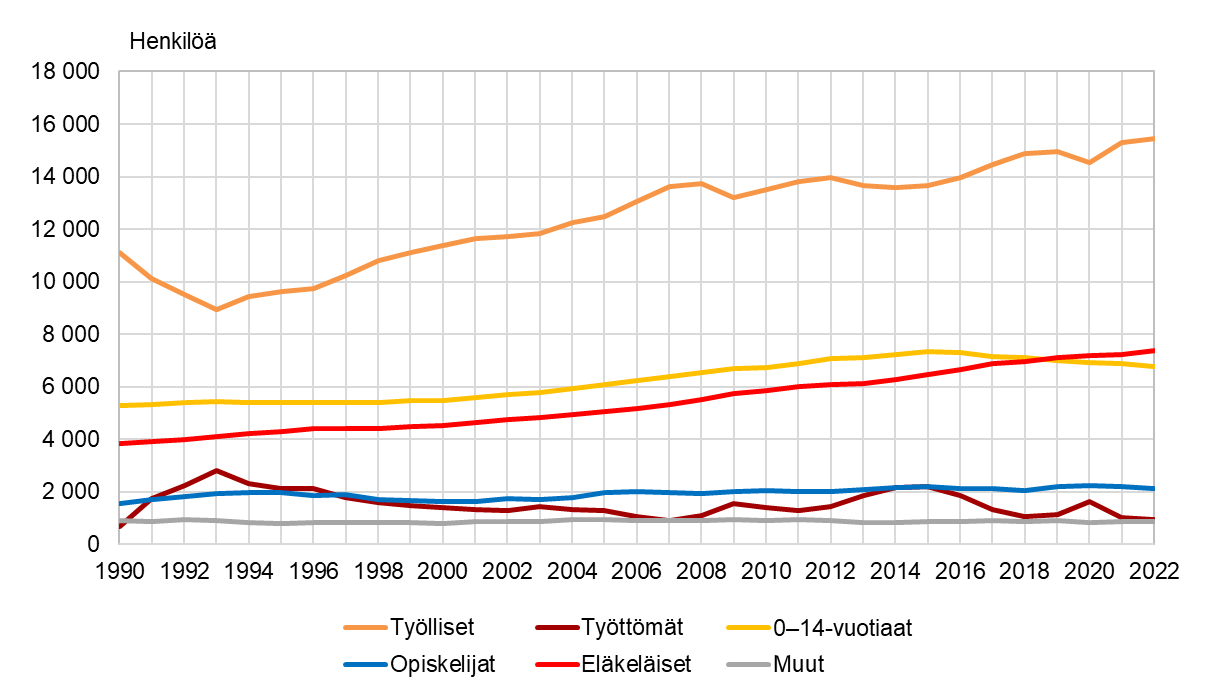 Henkilöä
18 000
16 000
14 000
12 000
10 000
8 000
6 000
4 000
2 000
0
1990 1992 1994 1996 1998 2000 2002 2004 2006 2008 2010 2012 2014 2016 2018 2020 2022
Työlliset Työttömät 0–14-vuotiaat
Opiskelijat Eläkeläiset Muut